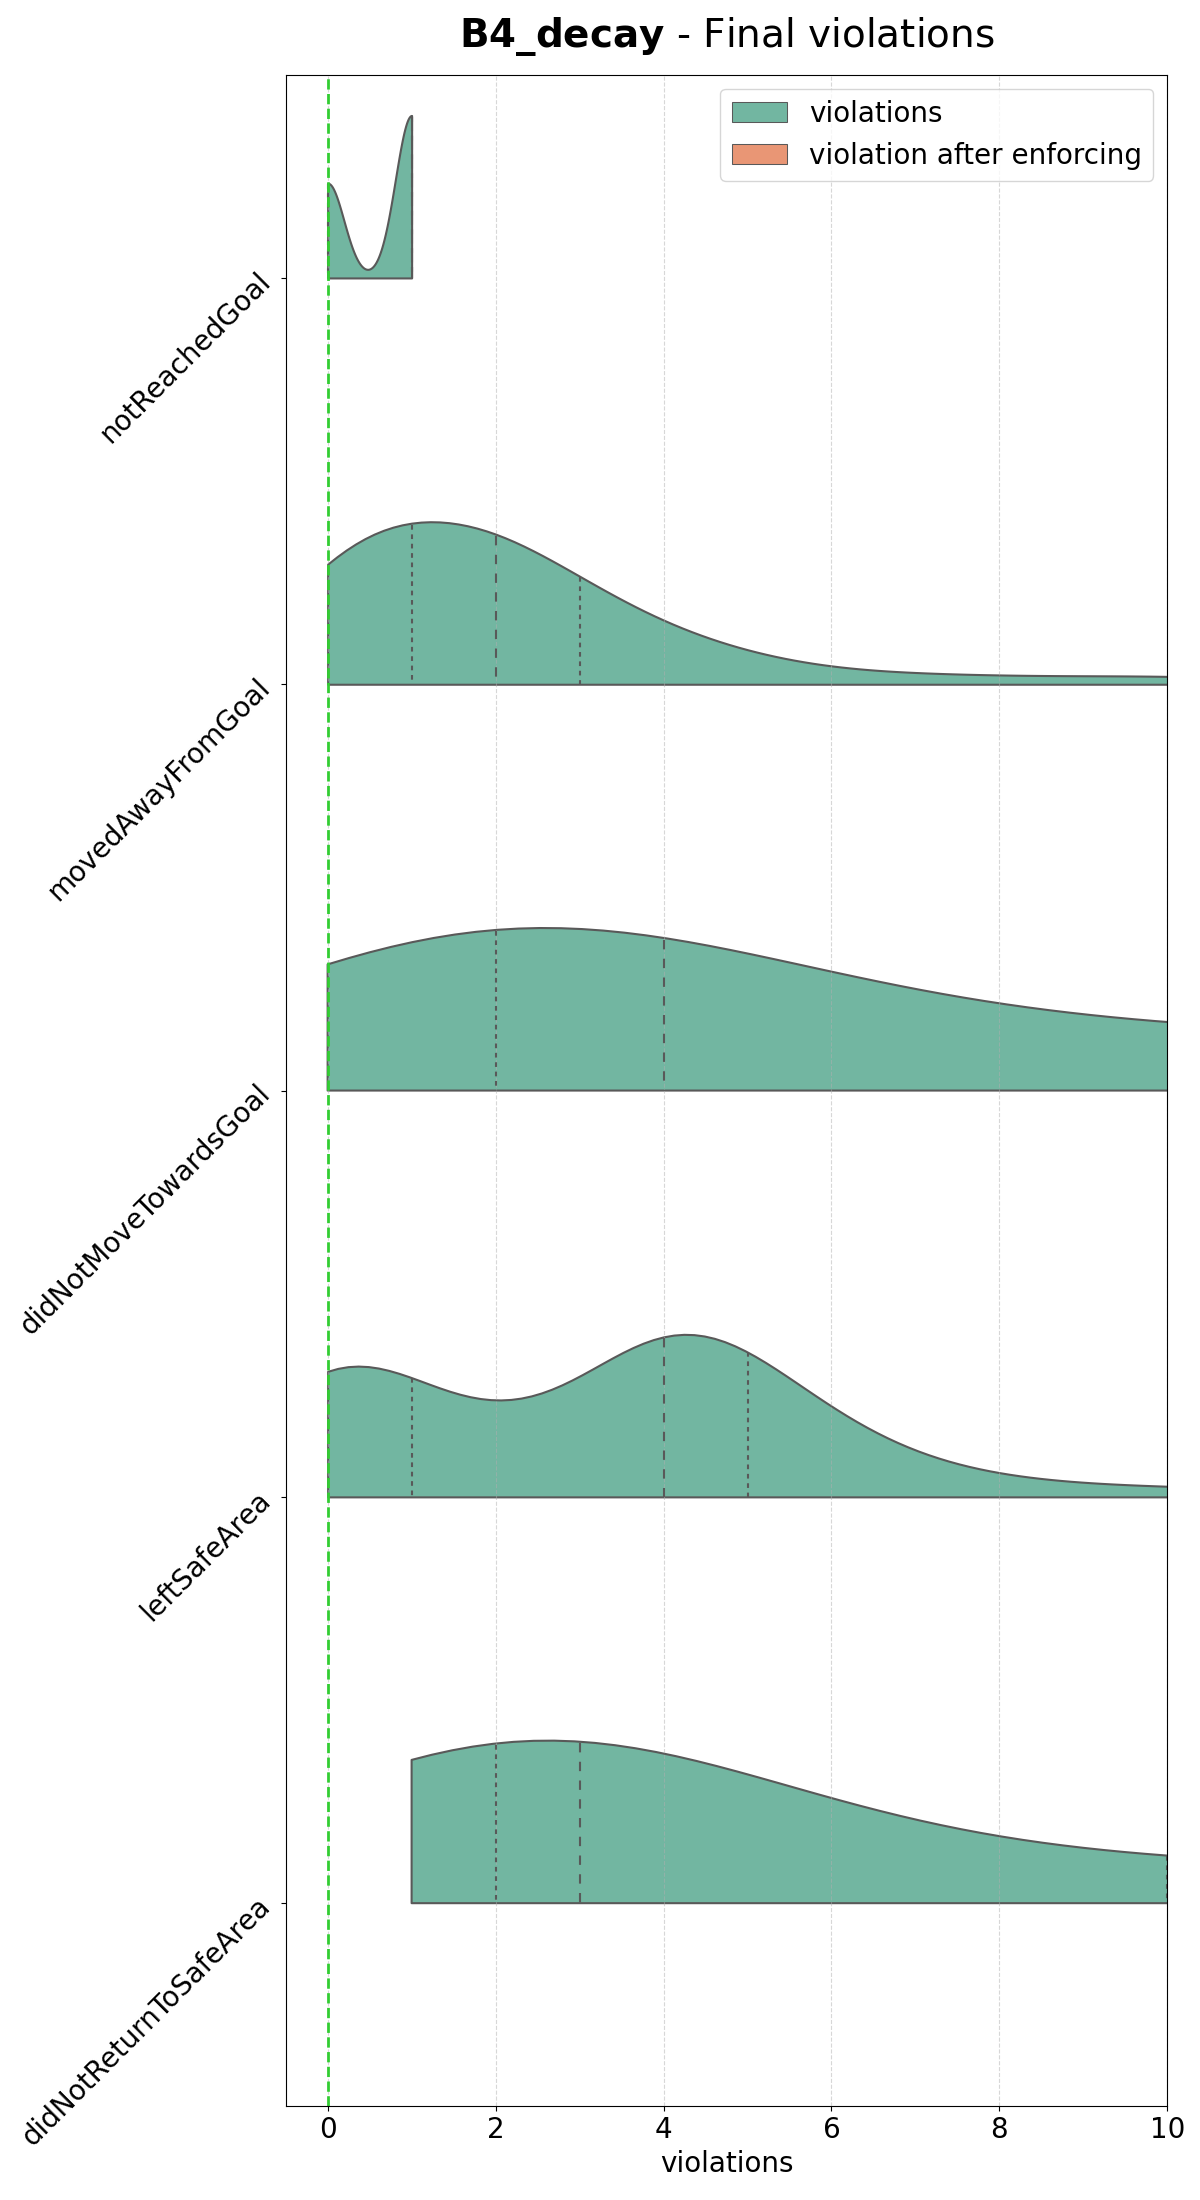 B4_decay - Final violations
violations
violation after enforcing
notReachedGoal
movedAwayFromGoal
didNotMoveTowardsGoal
leftSafeArea
didNotReturnToSafeArea
0 2 4 6 8 10
violations